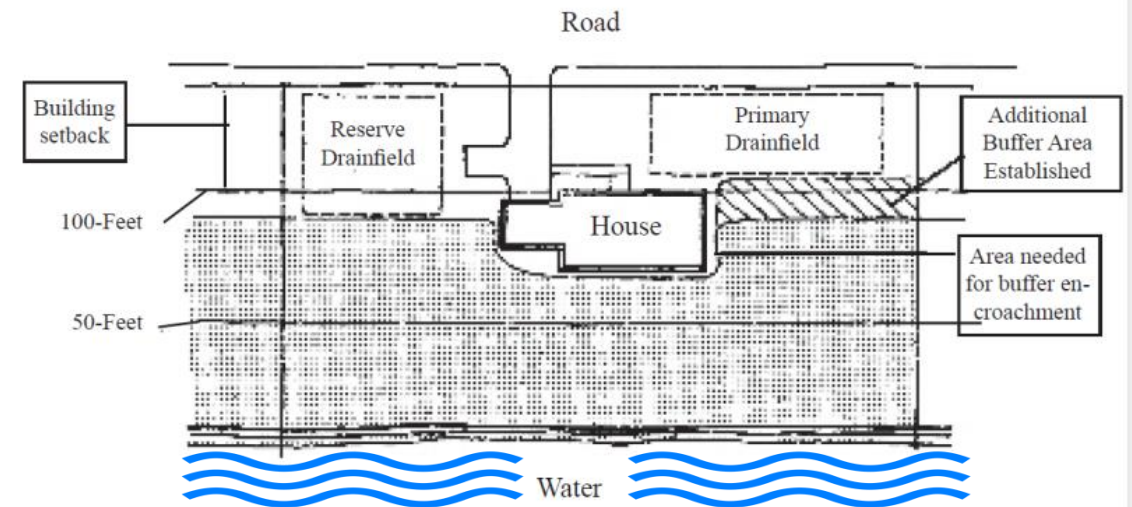 Road
Building
setback
Reserve
Drainfield
Primary
Drainfield
Additional
Buffer Area
Established
100-Feet
House
Area needed
for buffer en-
croachment
50-Feet
Water